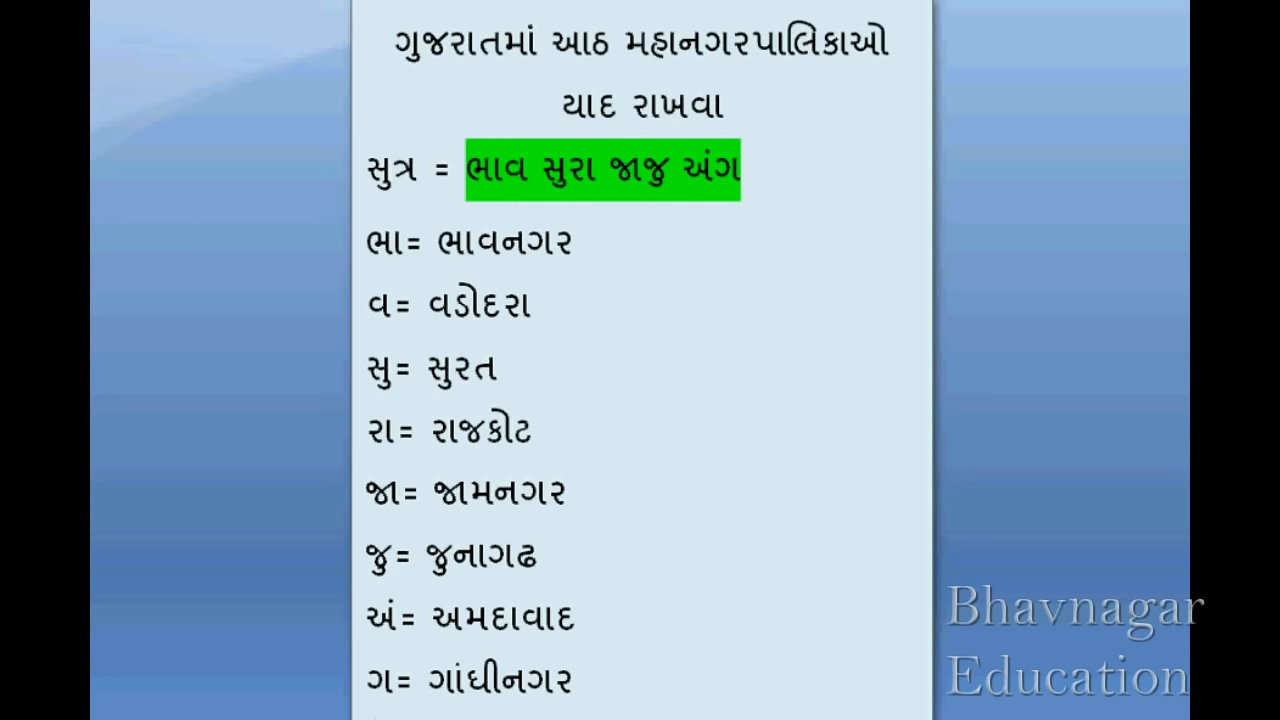 ગુજરાતમાં આઠ મહાનગરપાલિકાઓ
યાદ રાખવા
સુત્ર = ભાવ સુરા જાજુ અંગ
ભા= ભાવનગર
વ= વડોદરા
સુ= સુરત
રા= રાજકોટ
જા= જામનગર
જુ= જુનાગઢ
અં= અમદાવાદ
ગ= ગાંધીનગર
Bhavnagar
Education